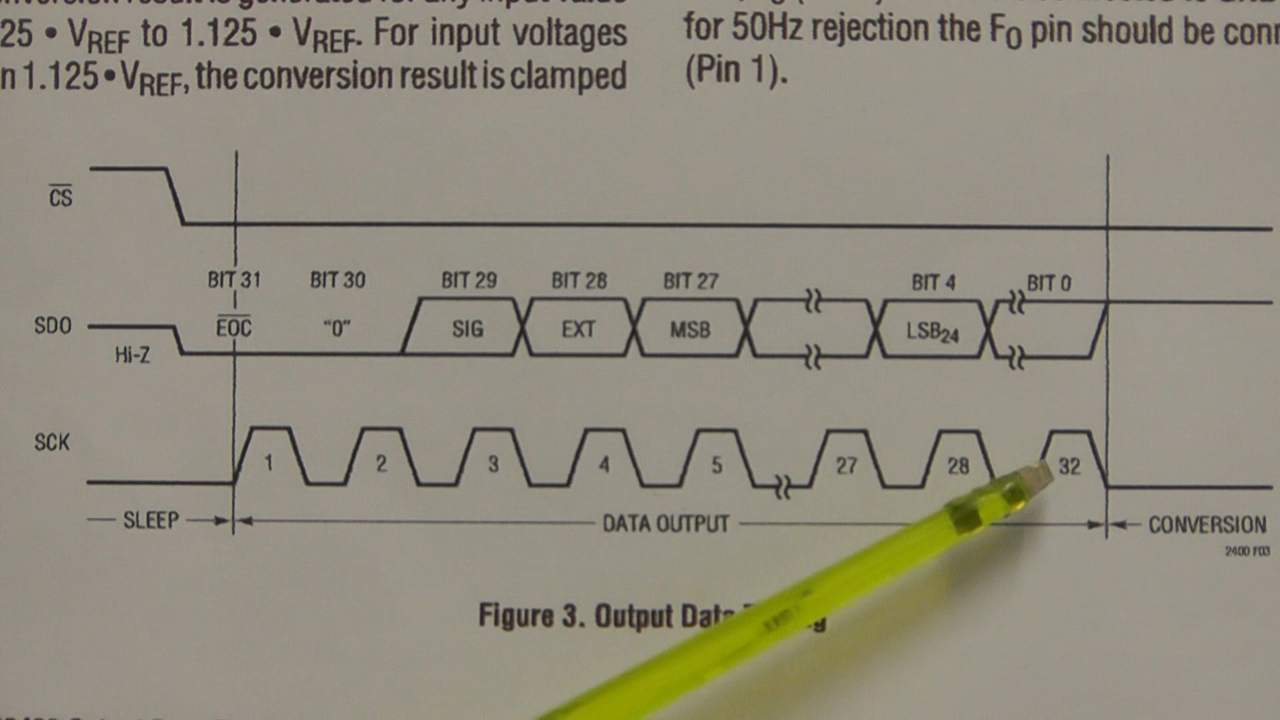 25 • VREF to 1.125 • VREF. For input voltages
n 1.125•VREF, the conversion result is clamped
for 50Hz rejection the FO pin should be
(Pin 1).
CS
BIT 31 BIT 30 BIT 29 BIT 28 BIT 27 BIT 4 BIT 0
SDO EOC "0" SIG EXT MSB LSB24
Hi-Z
SCK 1 2 3 4 5 27 28 32
SLEEP DATA OUTPUT CONVERSION
2400 F03
Figure 3. Output